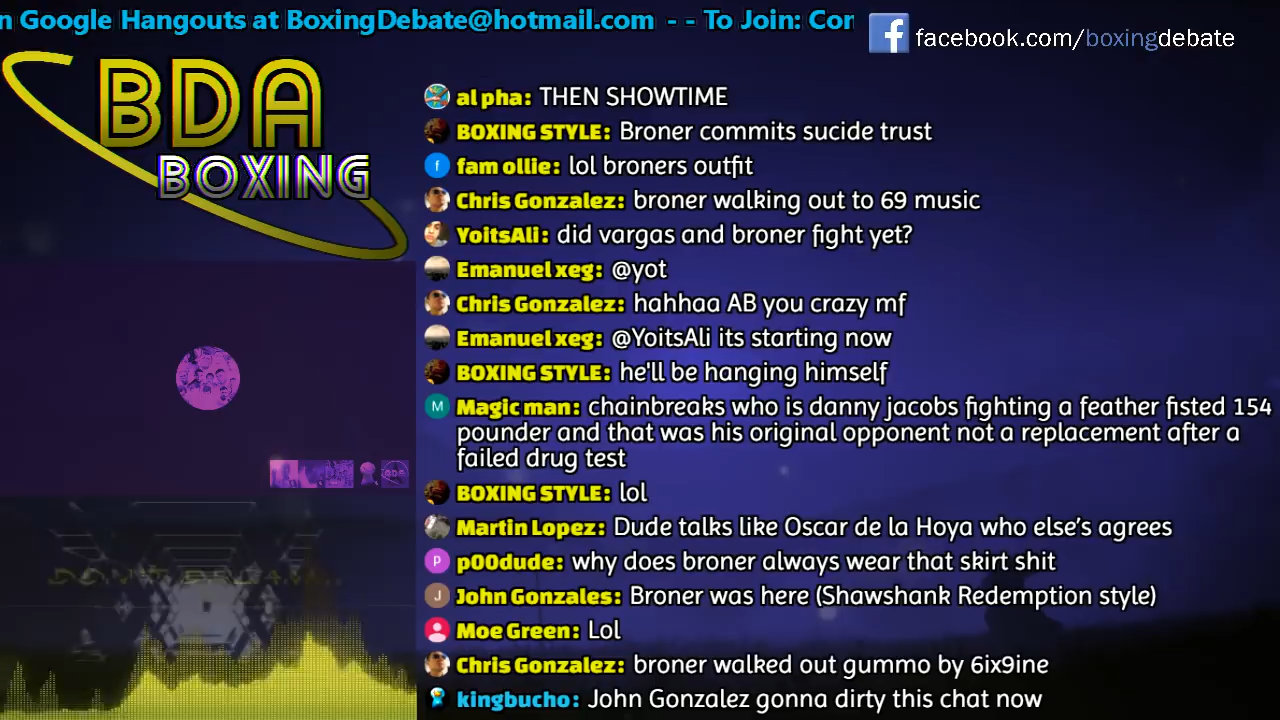 n Google Hangouts at BoxingDebate@hotmail.com - - To Join: Cor
facebook.com/boxingdebate
BDA
BOXING
al pha: THEN SHOWTIME
BOXING STYLE: Broner commits sucide trust
f
fam ollie: lol broners outfit
Chris Gonzalez: broner walking out to 69 music
YoitsAli: did vargas and broner fight yet?
Emanuel xeg: @yot
Chris Gonzalez: hahhaa AB you crazy mf
Emanuel xeg: @YoitsAli its starting now
BOXING STYLE: he'll be hanging himself
M
Magic man: chainbreaks who is danny jacobs fighting a feather fisted 154
pounder and that was his original opponent not a replacement after a
failed drug test
BOXING STYLE: lol
Martin Lopez: Dude talks like Oscar de la Hoya who else's agrees
P
p00dude: why does broner always wear that skirt shit
J
John Gonzales: Broner was here (Shawshank Redemption style)
Moe Green: Lol
Chris Gonzalez: broner walked out gummo by 6ix9ine
kingbucho: John Gonzalez gonna dirty this chat now